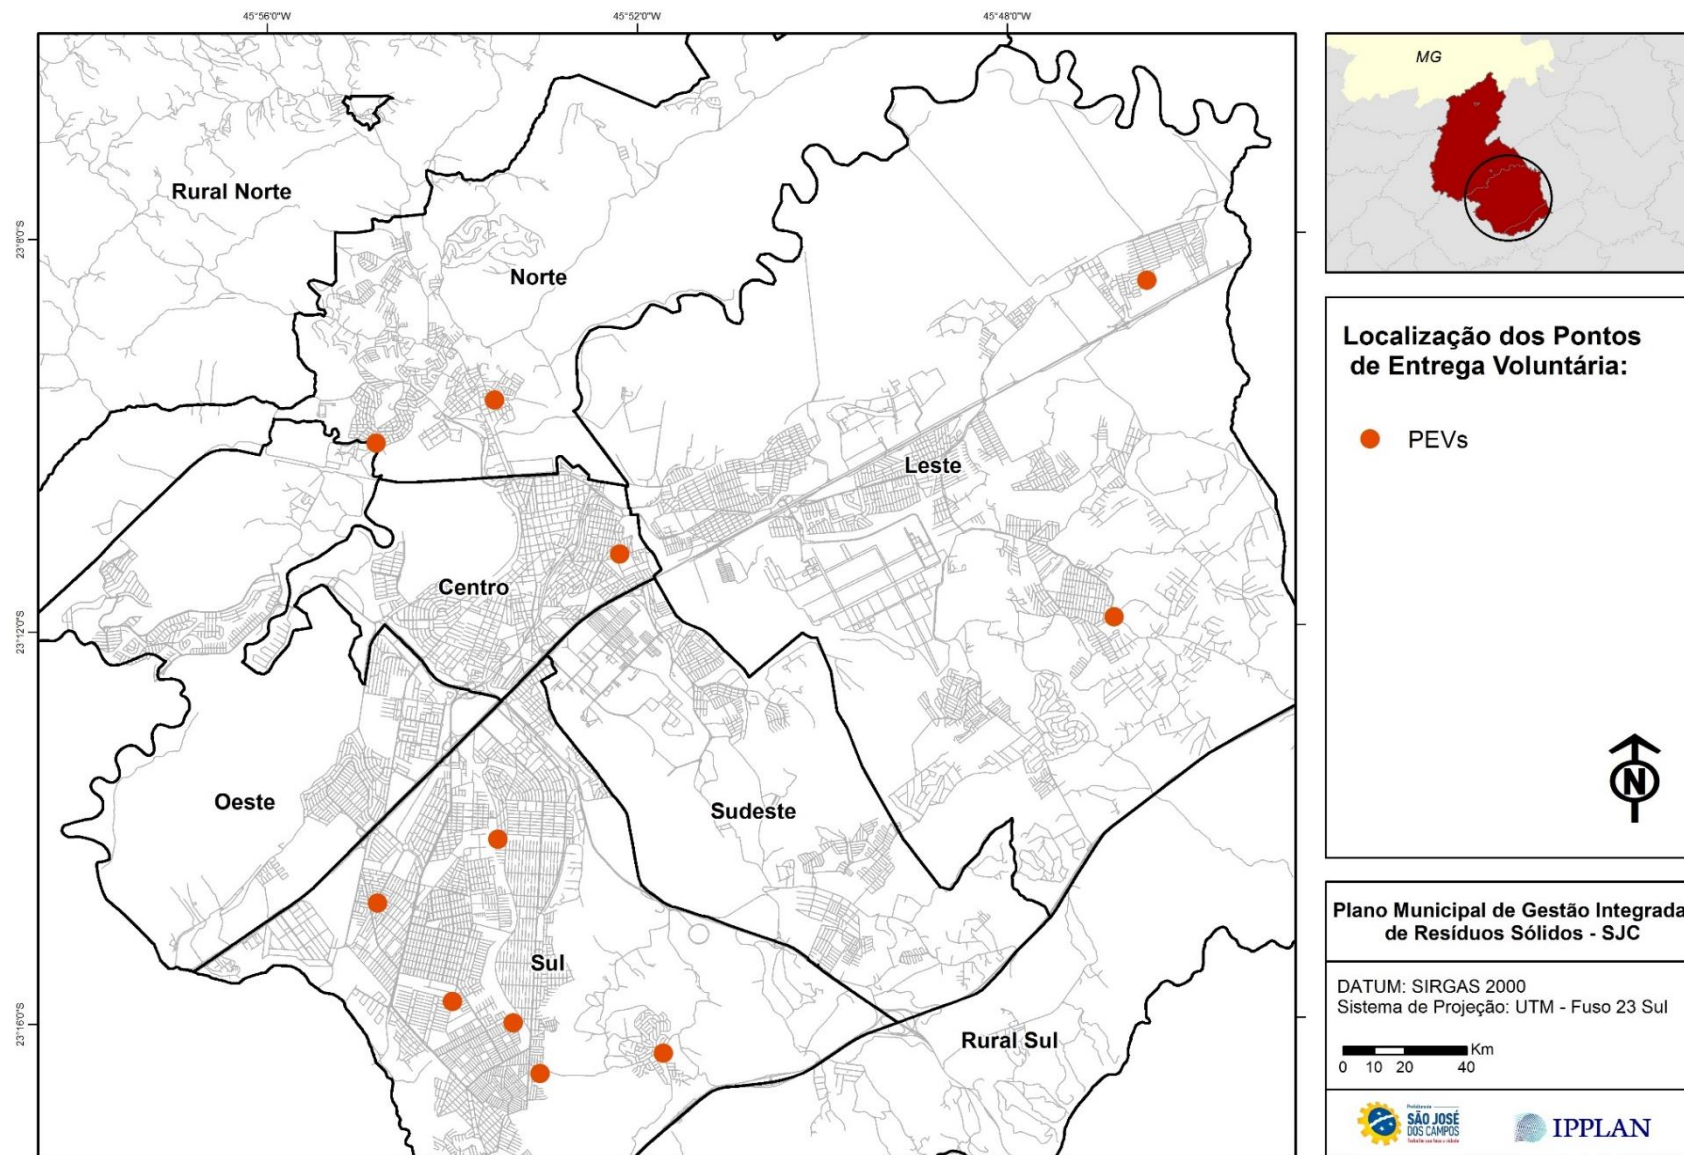 45°56'0"W
45°52'0"W
45°48'0"W
23°8'0"S
23°12'0"S
23°16'0"S
Rural Norte
Norte
Leste
Centro
Oeste
Sudeste
Sul
Rural Sul
MG
Localização dos Pontos
de Entrega Voluntária:
PEVs
N
Plano Municipal de Gestão Integrada
de Resíduos Sólidos - SJC
DATUM: SIRGAS 2000
Sistema de Projeção: UTM - Fuso 23 Sul
Km
0 10 20 40
Prefeitura
SÃO JOSÉ
DOS CAMPOS
IPPLAN